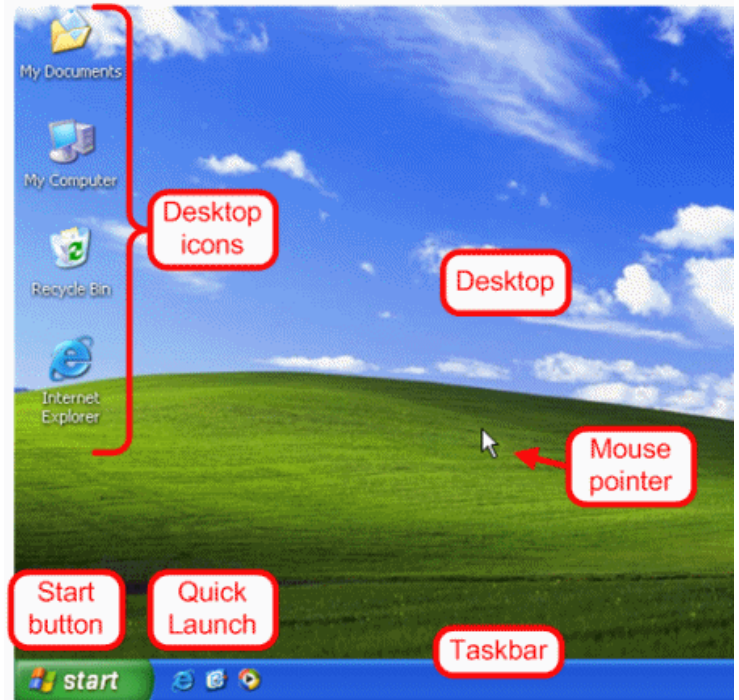 My Documents
My Computer
Desktop
icons
Recycle Bin
Desktop
Internet
Explorer
Mouse
pointer
Start
button
Quick
Launch
Taskbar
start